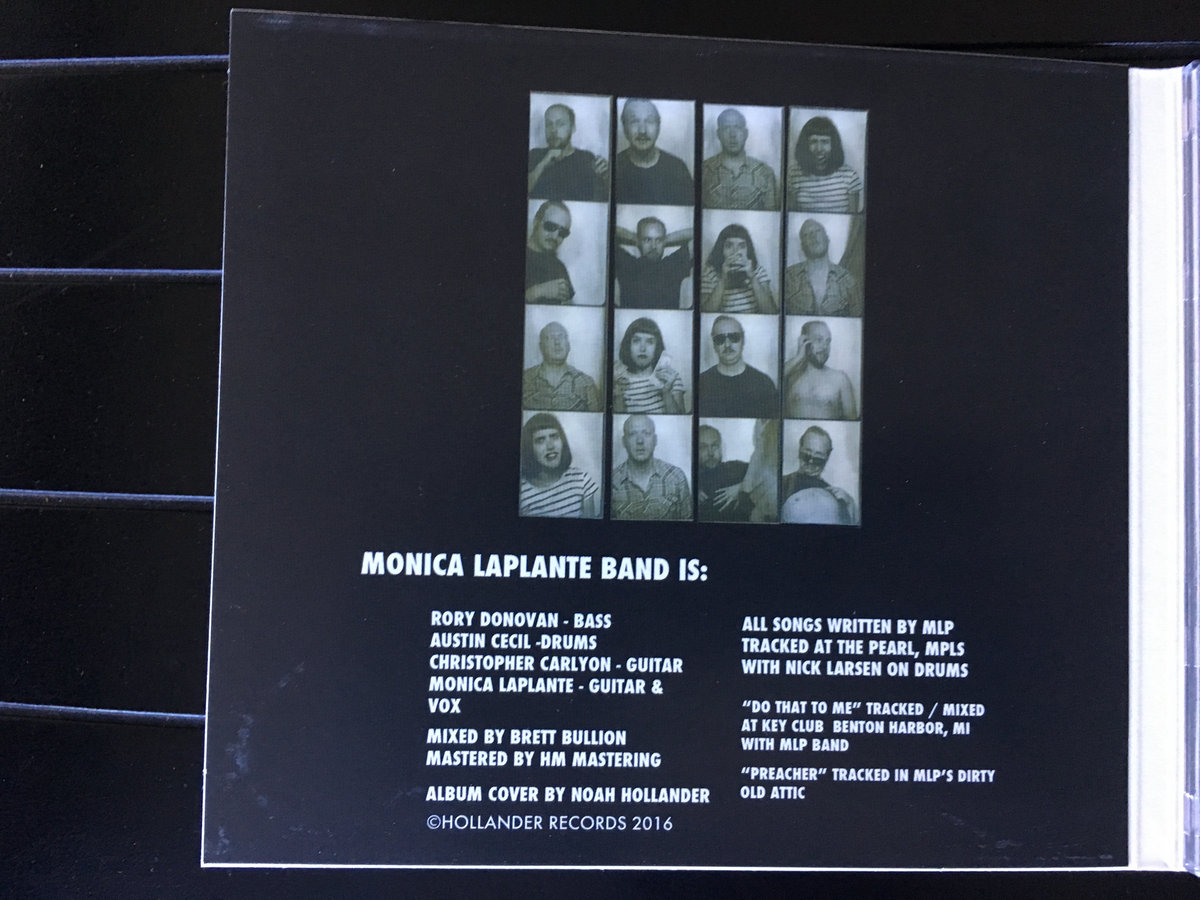 MONICA LAPLANTE BAND IS:
RORY DONOVAN - BASS
AUSTIN CECIL -DRUMS
CHRISTOPHER CARLYON - GUITAR
MONICA LAPLANTE - GUITAR &
VOX
MIXED BY BRETT BULLION
MASTERED BY HM MASTERING
ALBUM COVER BY NOAH HOLLANDER
©HOLLANDER RECORDS 2016
ALL SONGS WRITTEN BY MLP
TRACKED AT THE PEARL, MPLS
WITH NICK LARSEN ON DRUMS
“DO THAT TO ME” TRACKED / MIXED
AT KEY CLUB BENTON HARBOR, MI
WITH MLP BAND
“PREACHER” TRACKED IN MLP’S DIRTY
OLD ATTIC